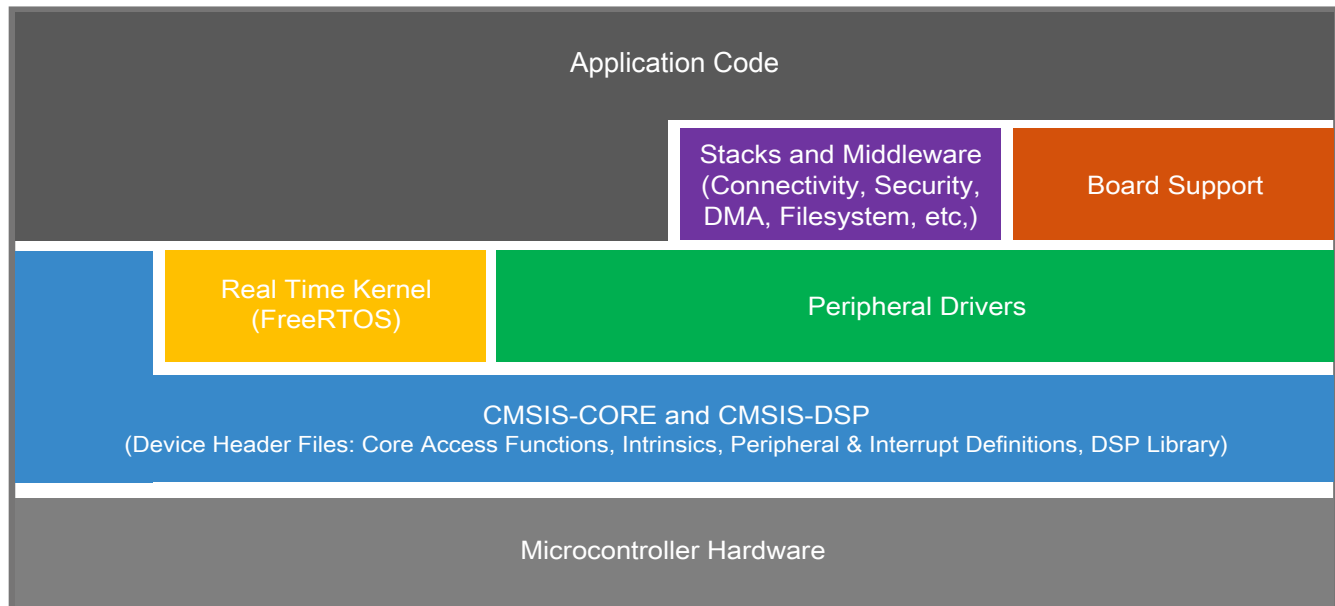 Application Code
Stacks and Middleware
(Connectivity, Security,
DMA, Filesystem, etc,)
Board Support
Real Time Kernel
(FreeRTOS)
Peripheral Drivers
CMSIS-CORE and CMSIS-DSP
(Device Header Files: Core Access Functions, Intrinsics, Peripheral & Interrupt Definitions, DSP Library)
Microcontroller Hardware